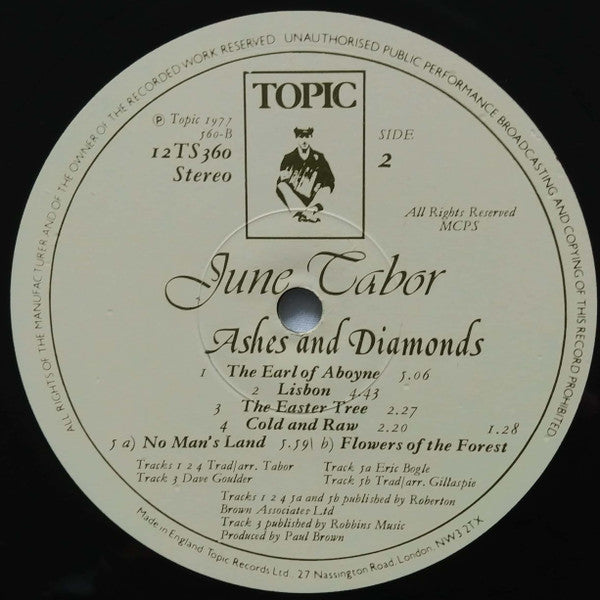 ALL RIGHTS OF THE MANUFACTURER AND OF THE OWNER OF THE RECORDED WORK RESERVED UNAUTHORISED PUBLIC PERFORMANCE BROADCASTING AND COPYING OF THIS RECORD PROHIBITED
TOPIC
℗ Topic 1977
560-B
12TS360
Stereo
SIDE
2
All Rights Reserved
MCPS
June Tabor
Ashes and Diamonds
1 The Earl of Aboyne 5.06
2 Lisbon 4.43
3 The Easter Tree 2.27
4 Cold and Raw 2.20 1.28
5 a) No Man's Land 5.59\ b) Flowers of the Forest
Tracks 1 2 4 Trad/arr. Tabor Track 5a Eric Bogle
Track 3 Dave Goulder Track 5b Trad/arr. Gillaspie
Tracks 1 2 4 5a and 5b published by Roberton
Brown Associates Ltd
Track 3 published by Robbins Music
Produced by Paul Brown
Made in England. Topic Records Ltd., 27 Nassington Road, London, NW3 2TX